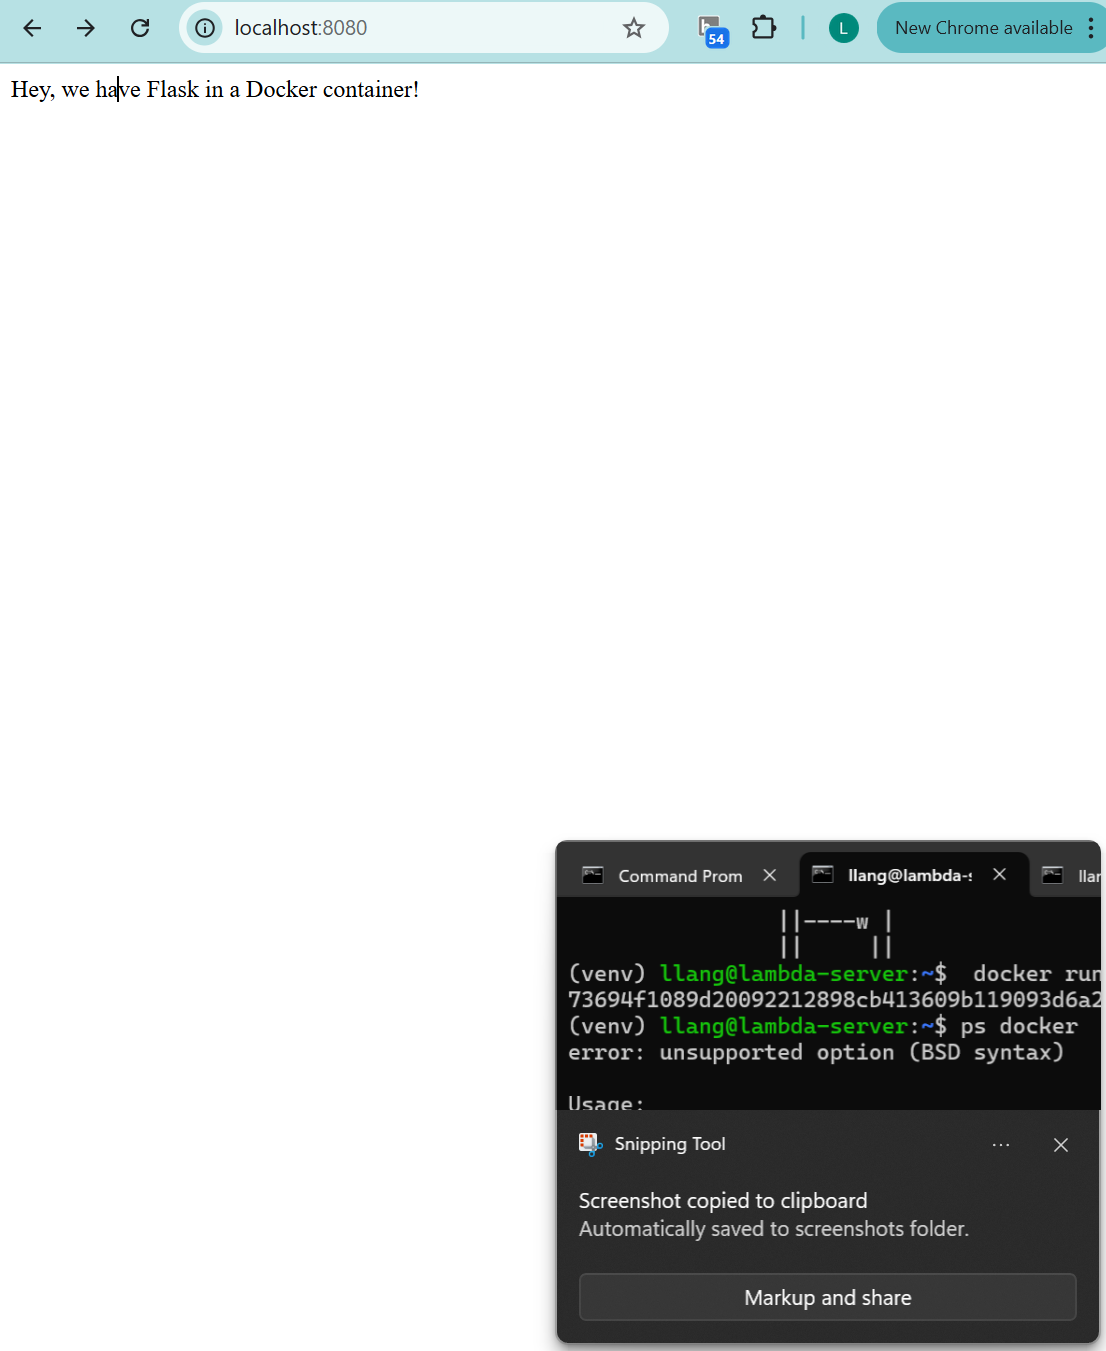 localhost:8080
54
L
New Chrome available
Hey, we have Flask in a Docker container!
Command Prom
llang@lambda-s
llar
||----w |
||     ||
(venv) llang@lambda-server:~$  docker run
73694f1089d20092212898cb413609b119093d6a2
(venv) llang@lambda-server:~$ ps docker
error: unsupported option (BSD syntax)
Usage:
Snipping Tool
Screenshot copied to clipboard
Automatically saved to screenshots folder.
Markup and share